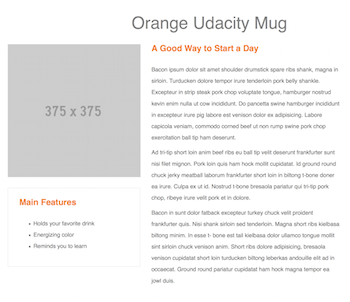 Orange Udacity Mug
A Good Way to Start a Day
Bacon ipsum dolor sit amet shoulder drumstick spare ribs shank, magna in
sirloin. Turducken dolore tempor irure tenderloin pork belly shankle.
Excepteur in strip steak pork chop voluptate tongue, hamburger nostrud
kevin enim nulla ut cow incididunt. Do pancetta swine hamburger incididunt
in excepteur irure pig labore est venison dolor ex adipisicing. Labore
capicola veniam, commodo corned beef ut non rump swine pork chop
exercitation ball tip ham deserunt.
Ad tri-tip short loin anim beef ribs eu ball tip velit deserunt frankfurter sunt
nisi filet mignon. Pork loin quis ham hock mollit cupidatat. Id ground round
chuck jerky meatball laborum frankfurter short loin in biltong t-bone doner
ea irure. Culpa ex ut id. Nostrud t-bone bresaola pariatur qui tri-tip pork
chop, ribeye irure velit pork et in dolore.
Bacon in sunt dolor fatback excepteur turkey chuck velit proident
frankfurter quis. Nisi shank sirloin sed tenderloin. Magna short ribs kielbasa
biltong minim. In esse t-bone est tail kielbasa dolor ullamco tongue mollit
sint sirloin chuck venison anim. Short ribs dolore adipisicing, bresaola
venison cupidatat short loin turducken biltong leberkas andouille elit ad in
occaecat. Ground round pariatur cupidatat ham hock magna tempor ea
jowl duis.
375 x 375
Main Features
Holds your favorite drink
Energizing color
Reminds you to learn